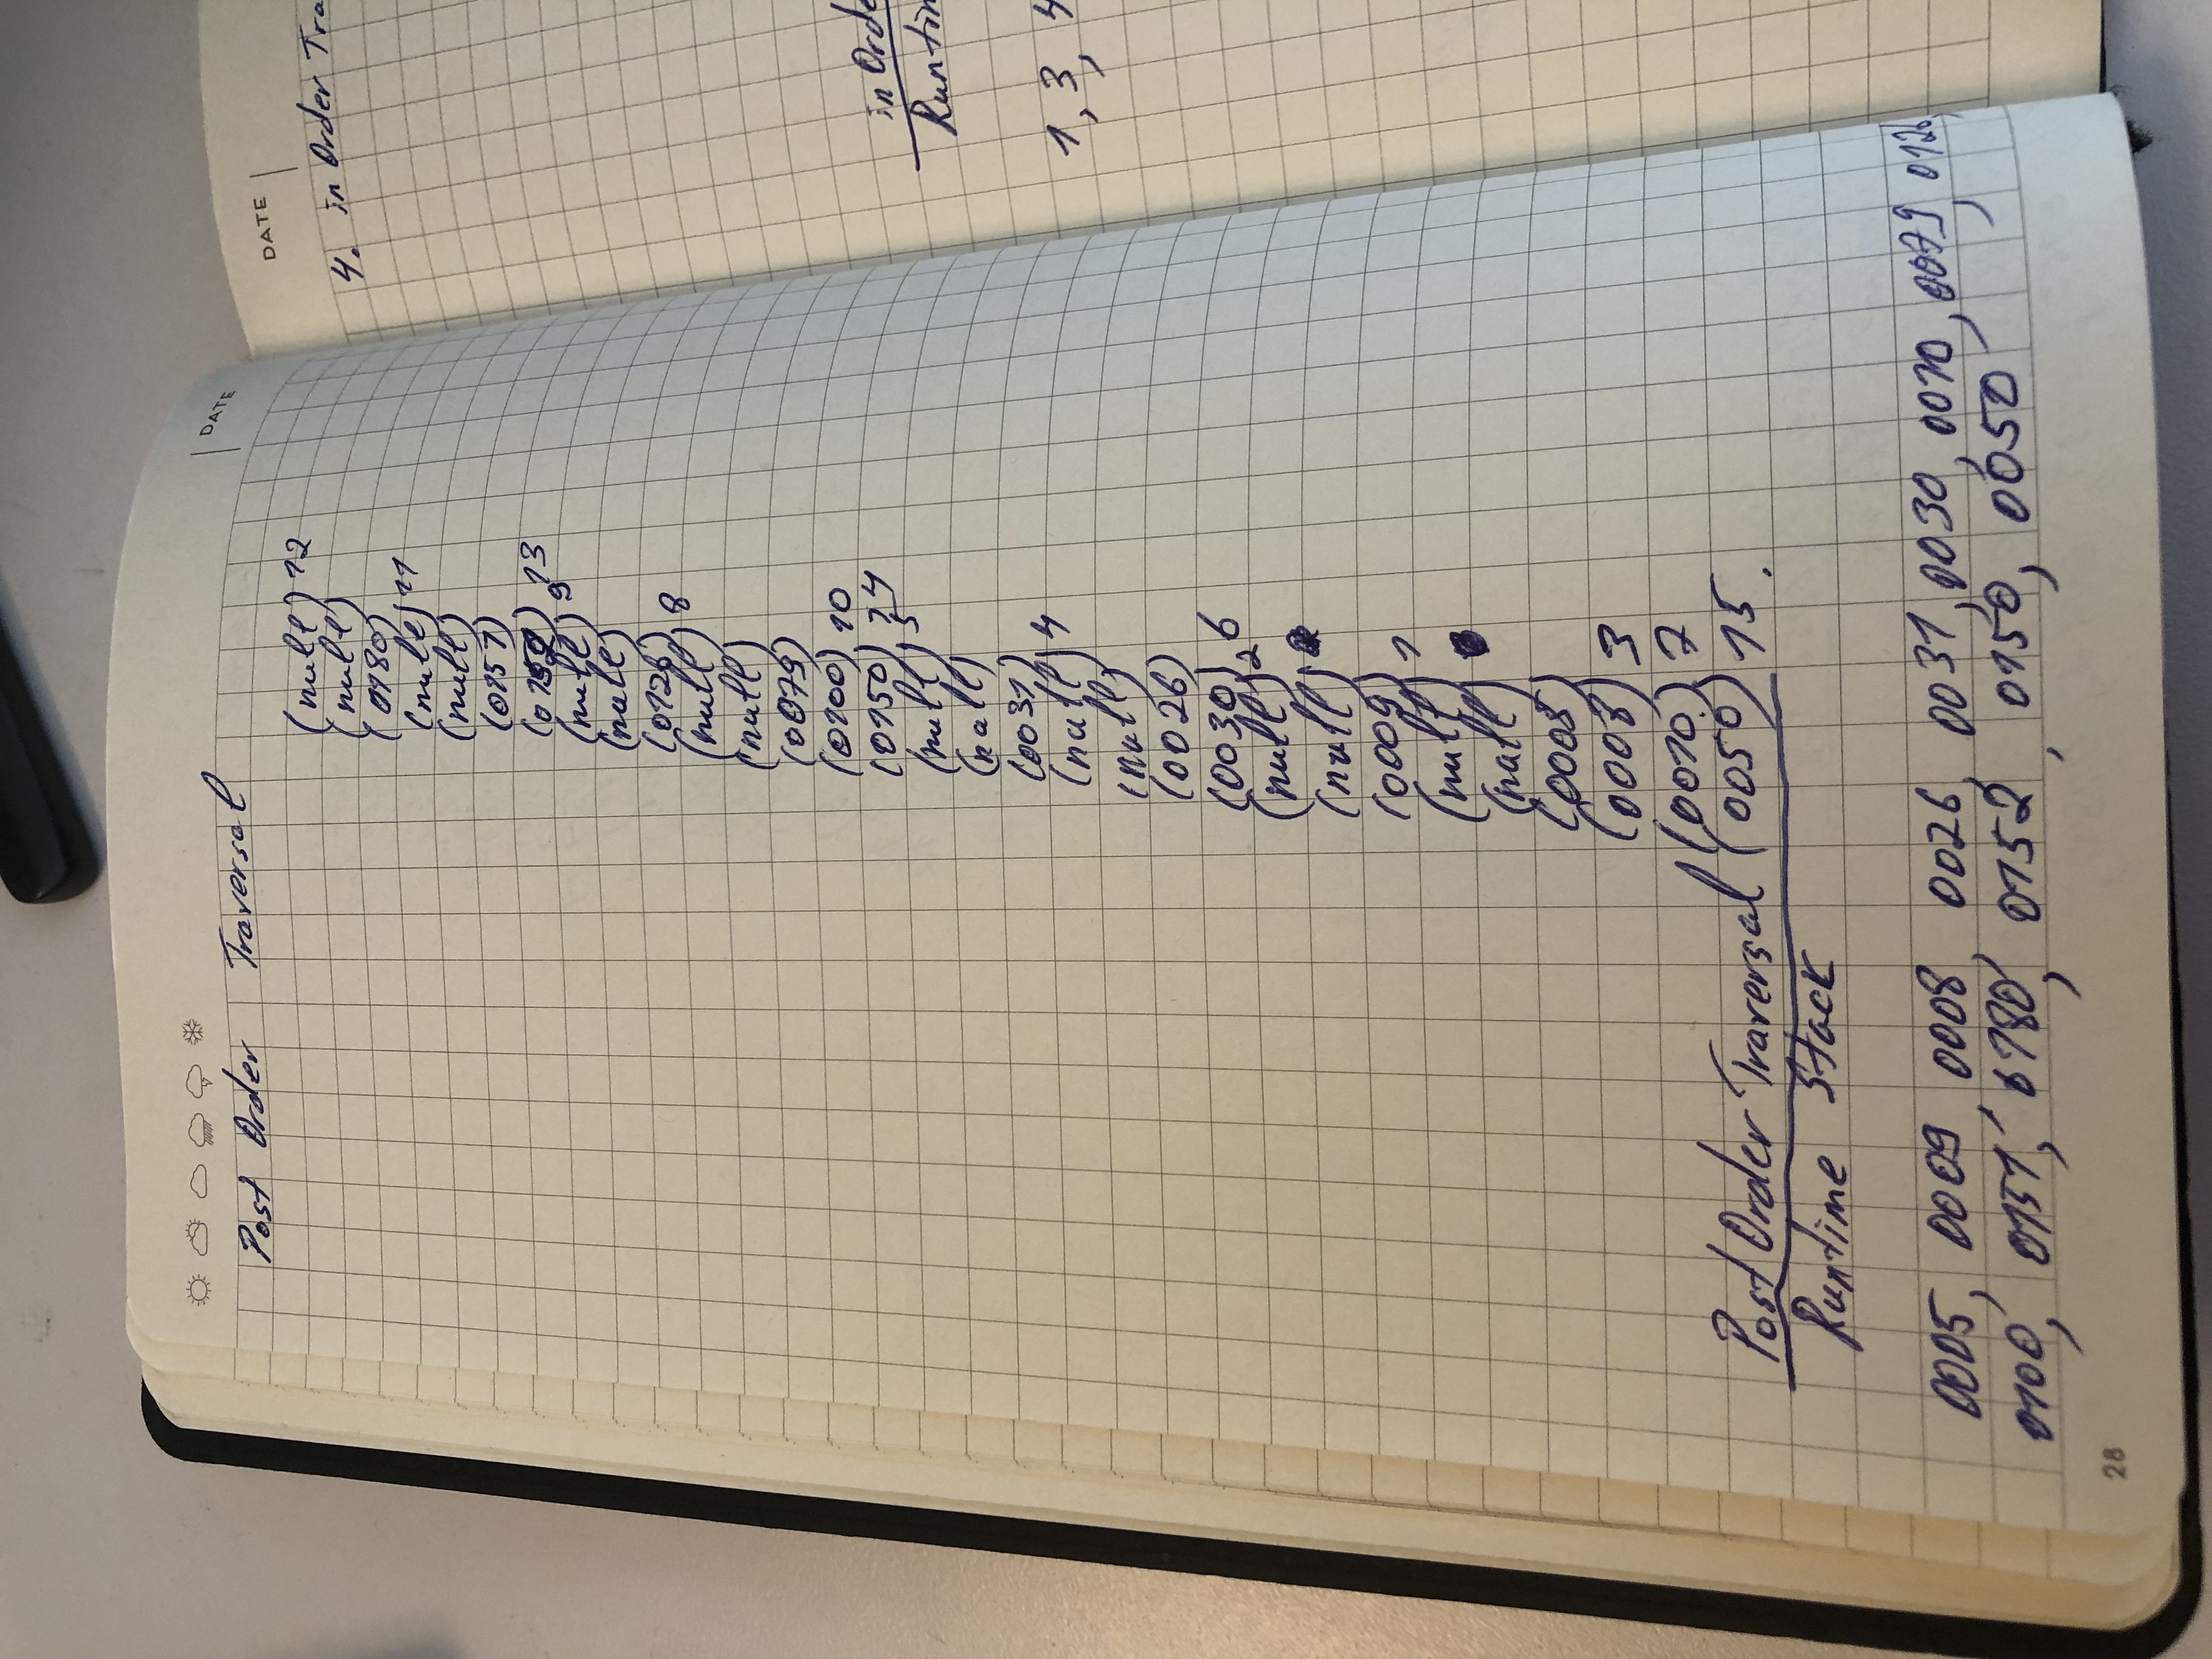 DATE
Post Order Traversal
(null) 12
(null)
(0180)
(null) 11
(null)
(0151)
(0152) 13
(null) 9
(null)
(0126)
(null) 8
(null)
(0079)
(0100) 10
(0150) 14
(null) 5
(null)
(0031)
(null) 4
(null)
(0026)
(0030) 6
(null) 2
(null)
(0009)
(null) 1
(null)
(0005)
(0008) 3
(0010) 7
Post Order Traversal (0050) 15.
Runtime Stack
0005, 0009, 0008, 0026, 0031, 0030, 0010, 0079, 0126,
0100, 0151, 0180, 0152, 0150, 0050
28
DATE
4. in Order Tra
in Orde
Runtim
1, 3, 4